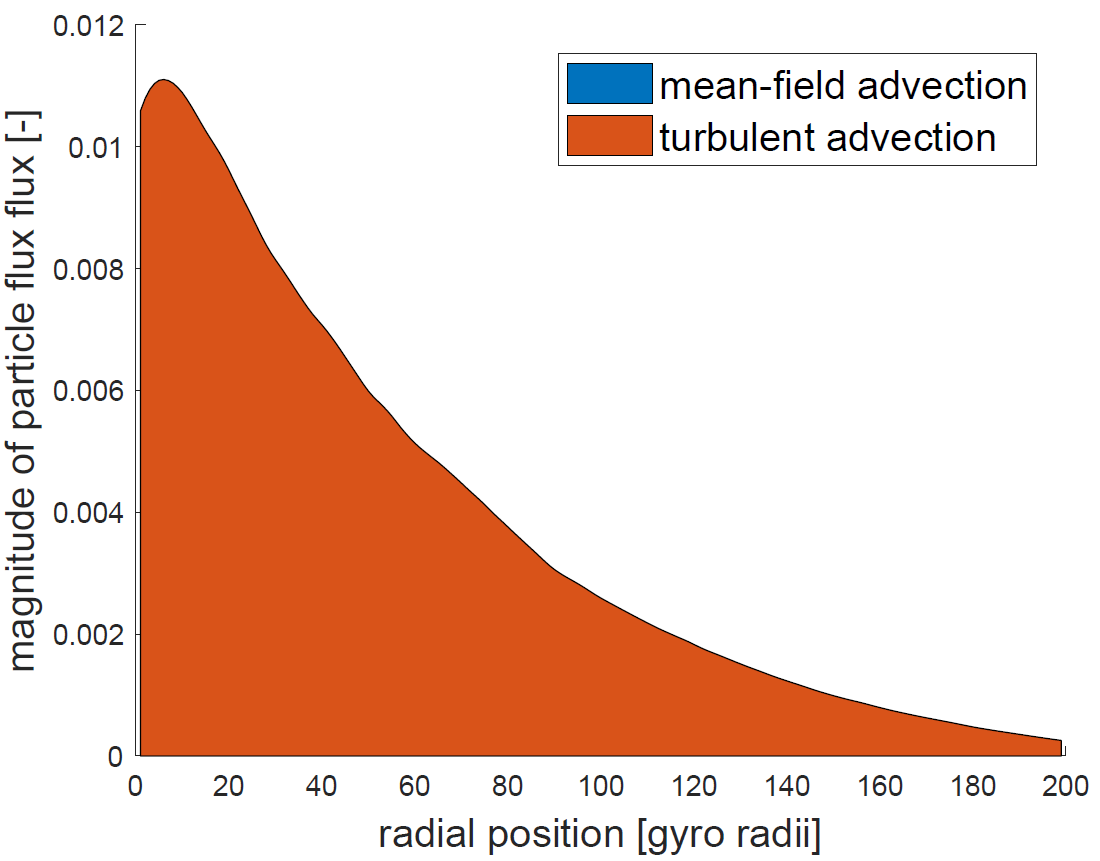 0.012
0.01
0.008
0.006
0.004
0.002
0
magnitude of particle flux flux [-]
mean-field advection
turbulent advection
0 20 40 60 80 100 120 140 160 180 200
radial position [gyro radii]